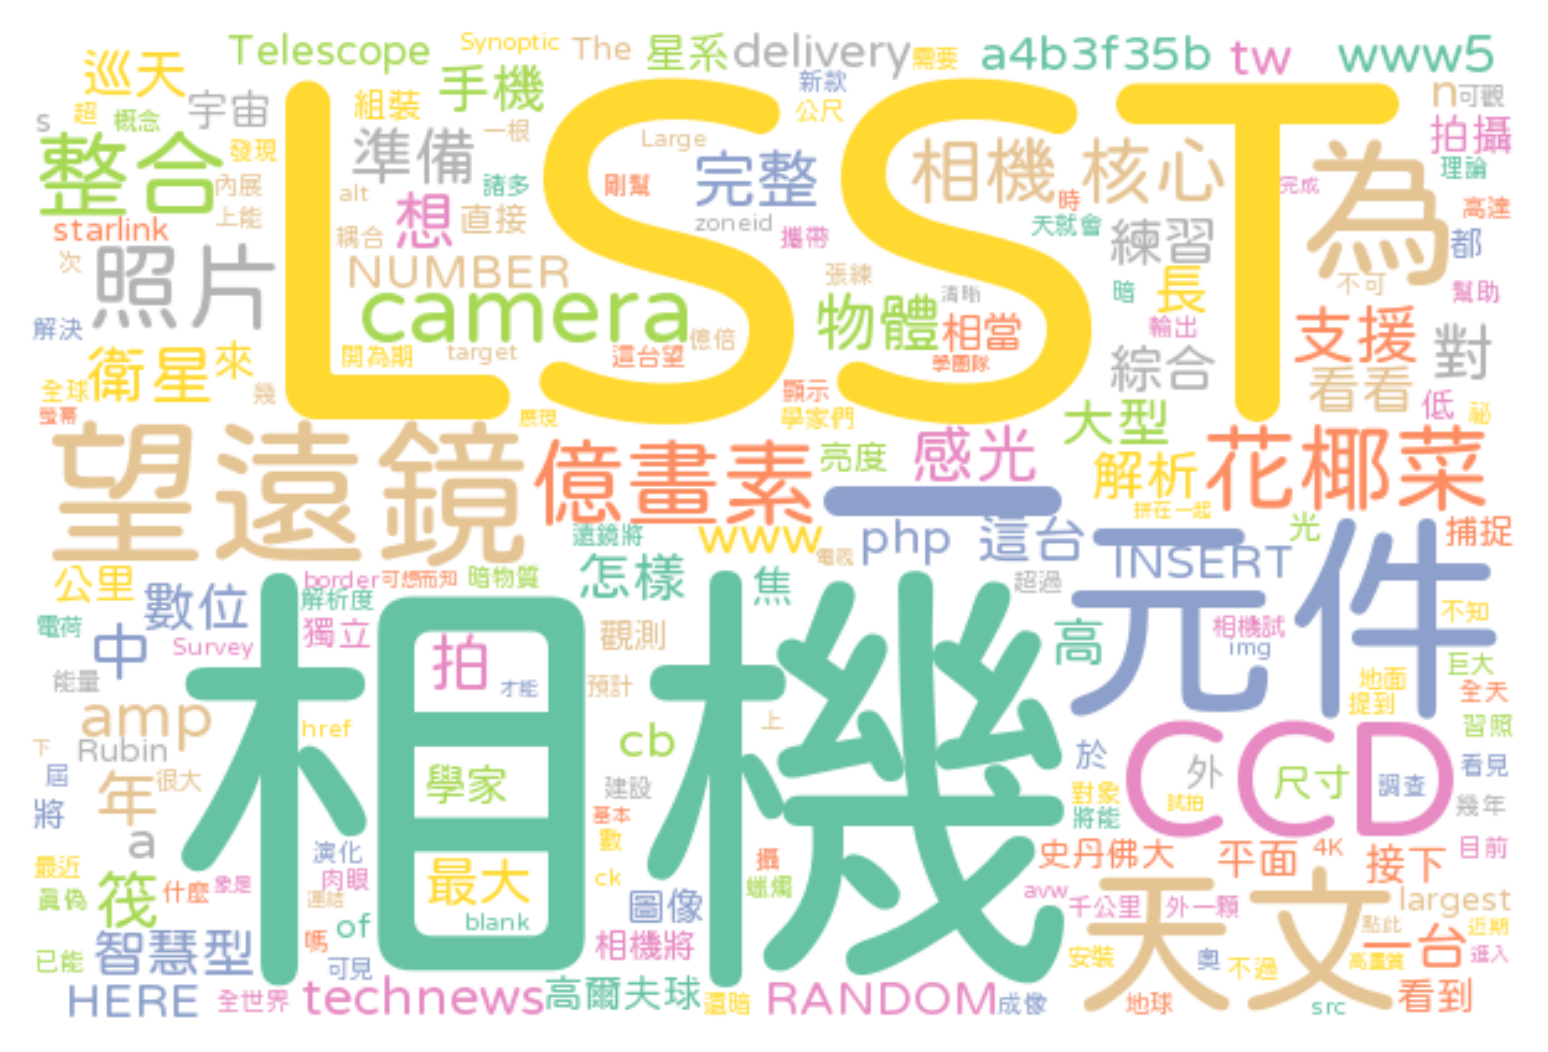 Telescope Synoptic The 星系 delivery 需要 a4b3f35b tw www5
巡天 手機 新款
超 概念 宇宙 組裝 公尺 n 可觀
s 整合 發現 準備 一根 Large 完整 相機 核心 為 拍攝
LSST
內展 alt 諸多 剛幫 完成 理論
上能 想 直接 zoneid 時 高達
starlink 耦合 攜帶 天就會 練習 都
次 照片 NUMBER 張練 不可
解決 camera 物體 清晰 暗 長 幫助
相當 輸出 支援 對
衛星 來 開為期 target 這台望 億倍 學團隊 綜合
全球 幾 顯示 看看 低 祕
螢幕 展現 學家們 大型
望遠鏡 億畫素 亮度 感光 解析 花椰菜
一 拼在一起
遠鏡將 www 電視 php 這台 光 捕捉
公里 border 可想而知 暗物質 怎樣 焦 超過 INSERT 元件
數位 解析度 不知
電荷 中 Survey 獨立 觀測 高 相機試
相機
能量 拍 才能 預計 img 巨大
amp 地面 全天
下 Rubin href 上 提到 習照
屆 年 很大 學家 cb 建設 於 外 CCD 尺寸 調查 看見
將 基本 對象 試拍 幾年
a 演化 數 將能 目前
最近 肉眼 最大 攝 史丹佛大 平面 4K 接下
真偽 筏 什麼 象是 連結 ck 蠟燭 avw 天文 largest
of blank 圖像 千公里 外一顆 點此 近期
已能 智慧型 嗎 可見 相機將 安裝 奧 不過 高畫質 一台 進入
HERE 全世界 technews 高爾夫球 還暗 RANDOM 成像 地球 src 看到